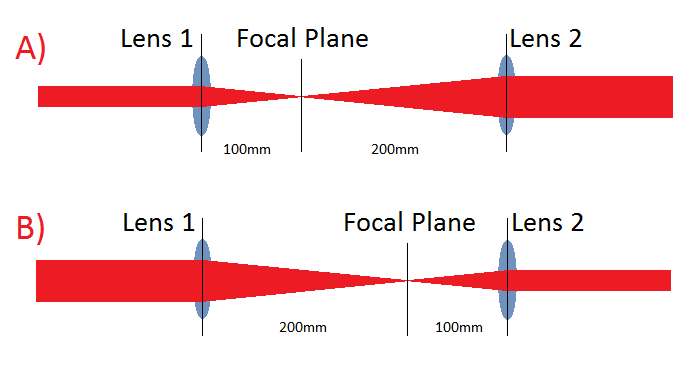 A)
Lens 1
Focal Plane
Lens 2
100mm
200mm
B)
Lens 1
Focal Plane
Lens 2
200mm
100mm